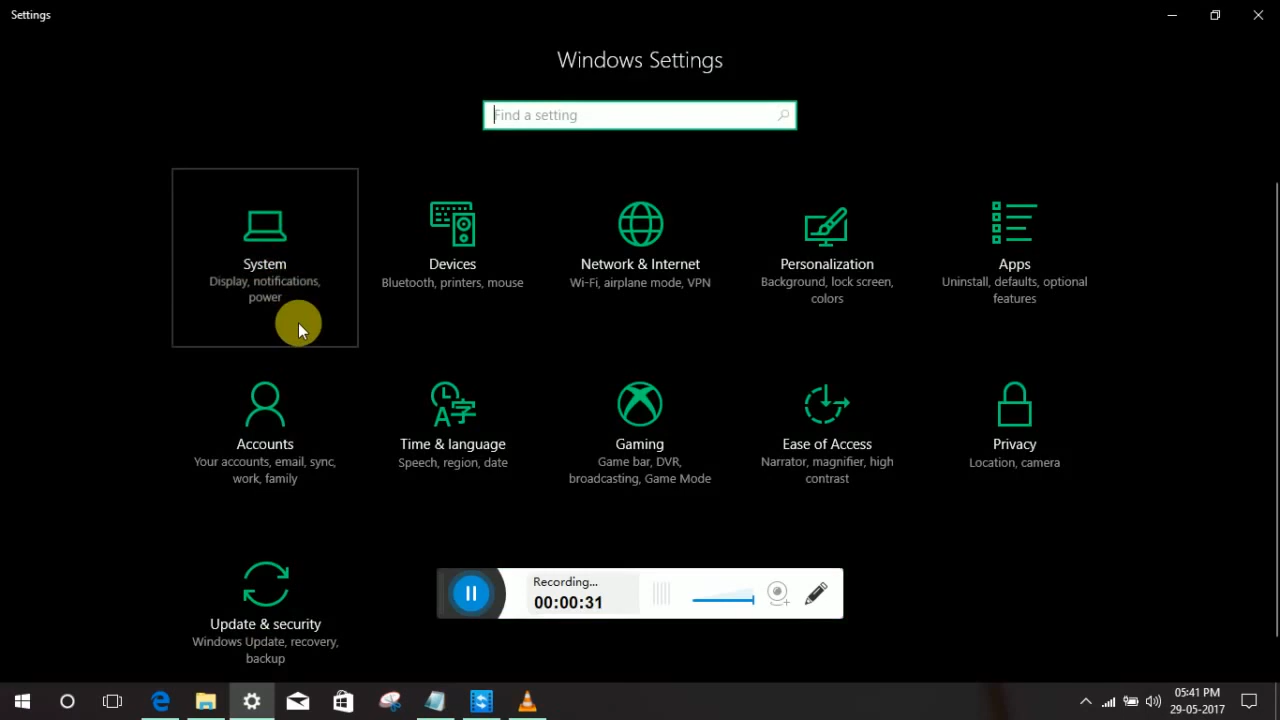 Settings
Windows Settings
Find a setting
System
Display, notifications,
power
Devices
Bluetooth, printers, mouse
Network & Internet
Wi-Fi, airplane mode, VPN
Personalization
Background, lock screen,
colors
Apps
Uninstall, defaults, optional
features
Accounts
Your accounts, email, sync,
work, family
A字
Time & language
Speech, region, date
Gaming
Game bar, DVR,
broadcasting, Game Mode
Ease of Access
Narrator, magnifier, high
contrast
Privacy
Location, camera
Update & security
Windows Update, recovery,
backup
Recording...
00:00:31
05:41 PM
29-05-2017